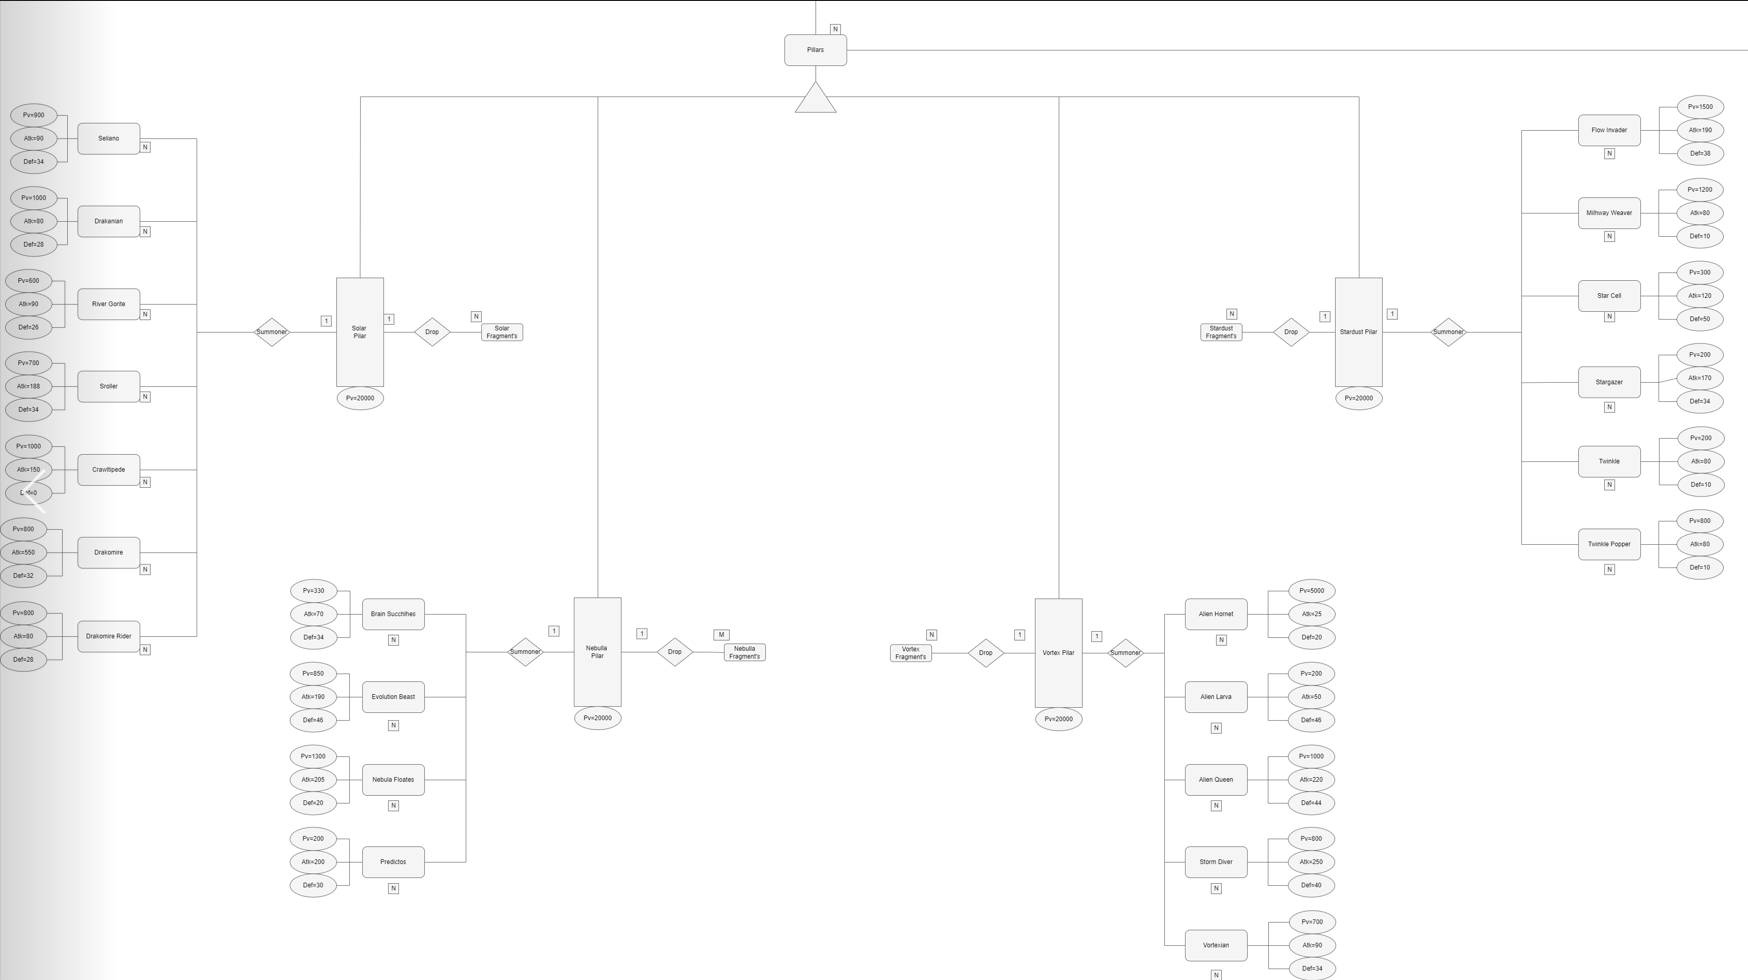 N
Pillars
Pv=900
Atk=90
Def=34
Seliano
N
Pv=1000
Atk=80
Def=28
Drakanian
N
Pv=600
Atk=90
Def=26
River Gorite
N
Pv=700
Atk=188
Def=34
Sroller
N
Pv=1000
Atk=150
Def=0
Crawltipede
N
Pv=800
Atk=550
Def=32
Drakomire
N
Pv=800
Atk=80
Def=28
Drakomire Rider
N
Summoner
1
Solar
Pilar
Pv=20000
1
Drop
N
Solar
Fragment's
Pv=330
Atk=70
Def=34
Brain Succhlhes
N
Pv=850
Atk=190
Def=46
Evolution Beast
N
Pv=1300
Atk=205
Def=20
Nebula Floates
N
Pv=200
Atk=200
Def=30
Predictos
N
Summoner
1
Nebulla
Pilar
Pv=20000
1
Drop
M
Nebulla
Fragment's
N
Vortex
Fragment's
Drop
1
Vortex Pilar
Pv=20000
1
Summoner
Alien Hornet
N
Pv=5000
Atk=25
Def=20
Alien Larva
N
Pv=200
Atk=50
Def=46
Alien Queen
N
Pv=1000
Atk=220
Def=44
Storm Diver
N
Pv=800
Atk=250
Def=40
Vortexian
N
Pv=700
Atk=90
Def=34
N
Stardust
Fragment's
Drop
1
Stardust Pilar
Pv=20000
1
Summoner
Flow Invader
N
Pv=1500
Atk=190
Def=38
Milhway Weaver
N
Pv=1200
Atk=80
Def=10
Star Cell
N
Pv=300
Atk=120
Def=50
Stargazer
N
Pv=200
Atk=170
Def=34
Twinkle
N
Pv=200
Atk=80
Def=10
Twinkle Popper
N
Pv=800
Atk=80
Def=10